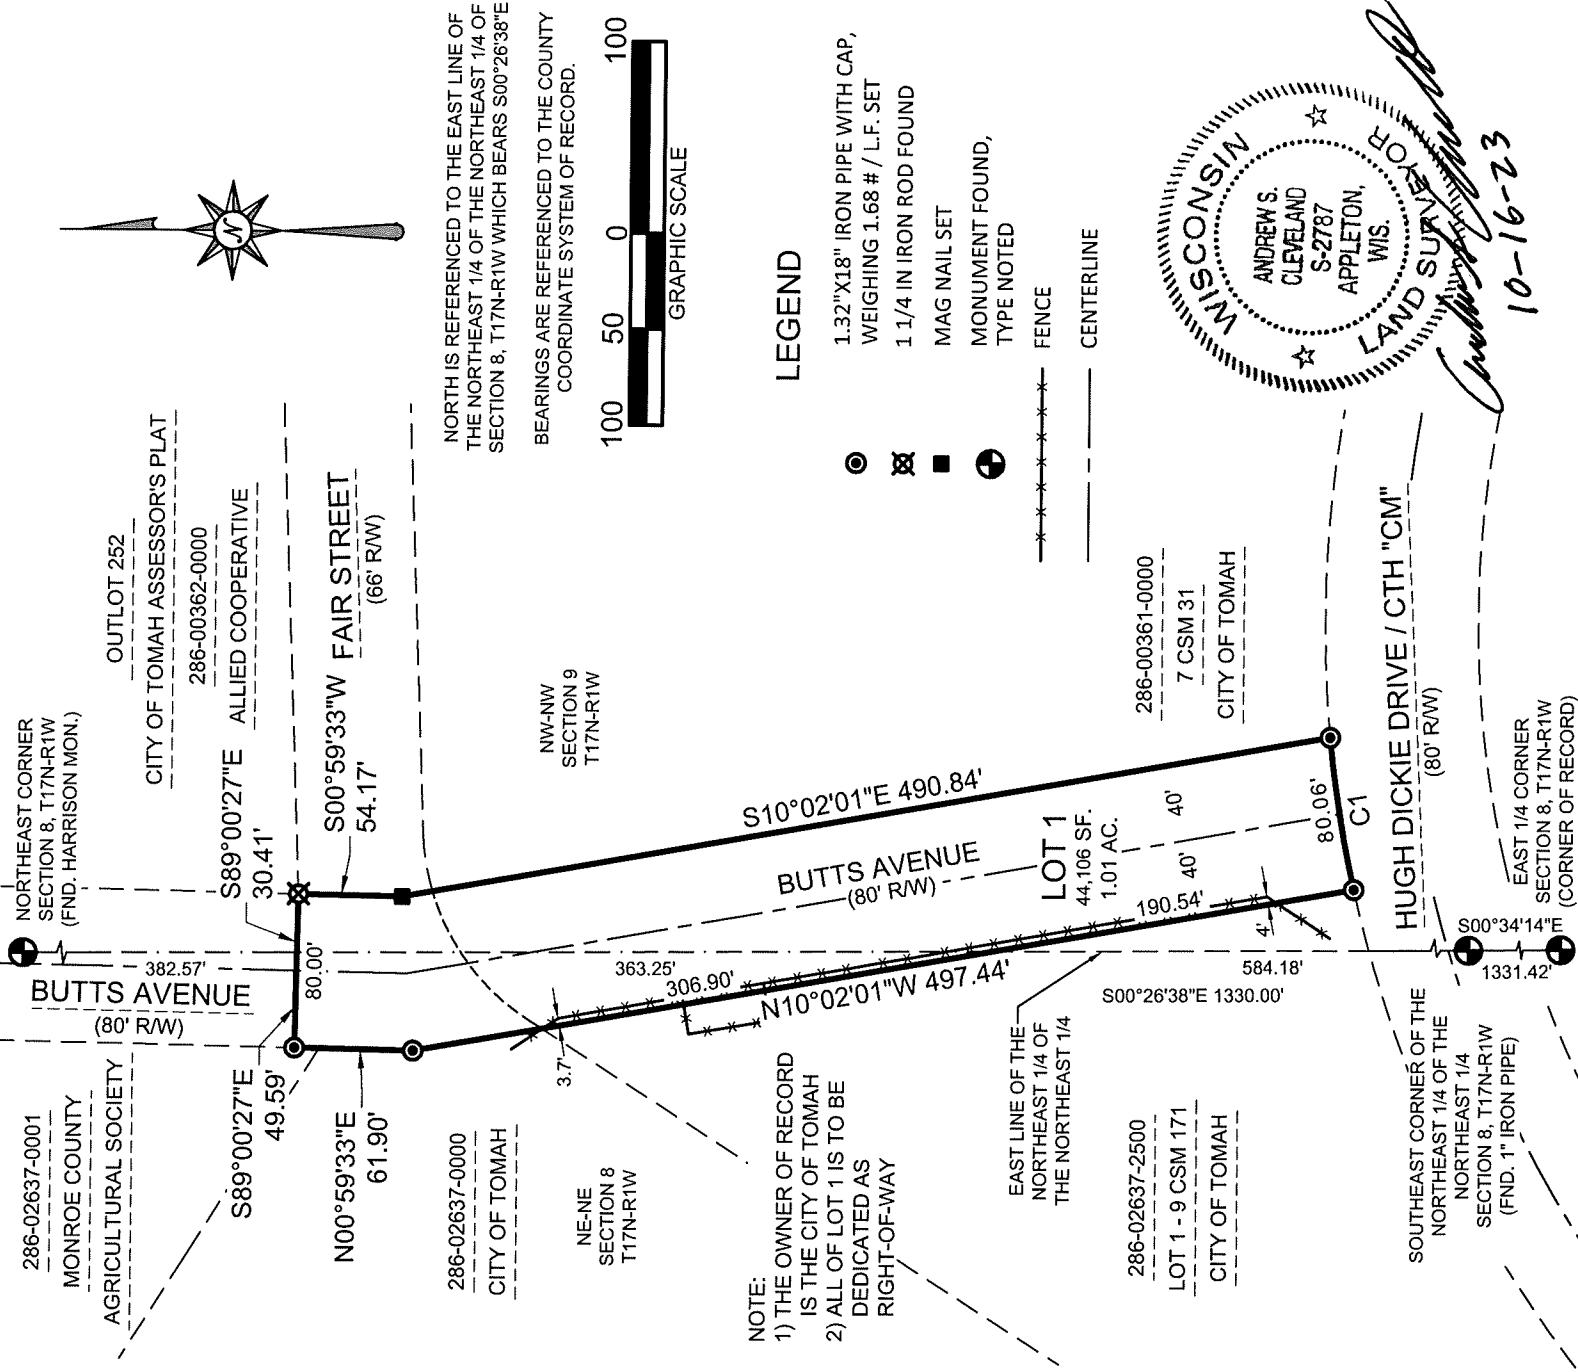 NORTHEAST CORNER
SECTION 8, T17N-R1W
(FND. HARRISON MON.)
OUTLOT 252
CITY OF TOMAH ASSESSOR'S PLAT
286-00362-0000
ALLIED COOPERATIVE
FAIR STREET
(66' R/W)
S89°00'27"E
30.41'
S00°59'33"W
54.17'
N
NORTH IS REFERENCED TO THE EAST LINE OF
THE NORTHEAST 1/4 OF THE NORTHEAST 1/4 OF
SECTION 8, T17N-R1W WHICH BEARS S00°26'38"E
BEARINGS ARE REFERENCED TO THE COUNTY
COORDINATE SYSTEM OF RECORD.
100 50 0 100
GRAPHIC SCALE
LEGEND
1.32"X18" IRON PIPE WITH CAP,
WEIGHING 1.68 # / L.F. SET
1 1/4 IN IRON ROD FOUND
MAG NAIL SET
MONUMENT FOUND,
TYPE NOTED
FENCE
CENTERLINE
WISCONSIN
ANDREW S.
CLEVELAND
S-2787
APPLETON,
WIS.
LAND SURVEYOR
10-16-23
382.57'
BUTTS AVENUE
(80' R/W)
80.00'
286-02637-0001
MONROE COUNTY
AGRICULTURAL SOCIETY
S89°00'27"E
49.59'
N00°59'33"E
61.90'
286-02637-0000
CITY OF TOMAH
NE-NE
SECTION 8
T17N-R1W
NW-NW
SECTION 9
T17N-R1W
3.7'
363.25'
306.90'
N10°02'01"W 497.44'
S10°02'01"E 490.84'
BUTTS AVENUE
(80' R/W)
LOT 1
44,106 SF.
1.01 AC.
40'
40'
190.54'
4'
80.06'
C1
286-00361-0000
7 CSM 31
CITY OF TOMAH
HUGH DICKIE DRIVE / CTH "CM"
(80' R/W)
NOTE:
1) THE OWNER OF RECORD
IS THE CITY OF TOMAH
2) ALL OF LOT 1 IS TO BE
DEDICATED AS
RIGHT-OF-WAY
EAST LINE OF THE
NORTHEAST 1/4 OF
THE NORTHEAST 1/4
584.18'
S00°26'38"E 1330.00'
286-02637-2500
LOT 1 - 9 CSM 171
CITY OF TOMAH
SOUTHEAST CORNER OF THE
NORTHEAST 1/4 OF THE
NORTHEAST 1/4
SECTION 8, T17N-R1W
(FND. 1" IRON PIPE)
S00°34'14"E
1331.42'
EAST 1/4 CORNER
SECTION 8, T17N-R1W
(CORNER OF RECORD)